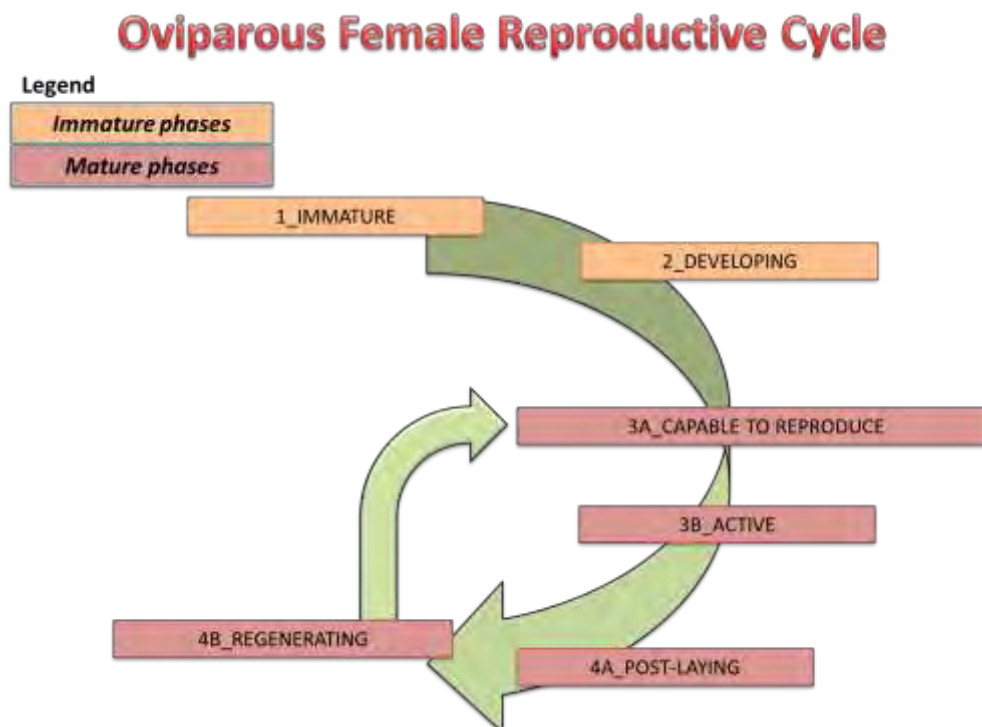 Oviparous Female Reproductive Cycle
Legend
Immature phases
Mature phases
1_IMMATURE
2_DEVELOPING
3A_CAPABLE TO REPRODUCE
3B_ACTIVE
4B_REGENERATING
4A_POST-LAYING